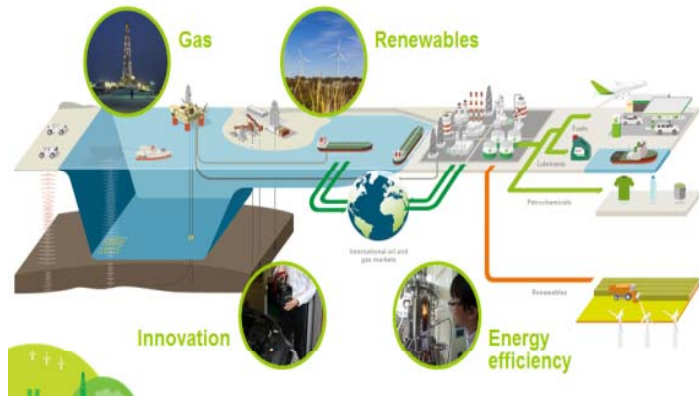 Gas
Renewables
Fuels
Lubricants
Petrochemicals
International oil and
gas markets
Renewables
Innovation
Energy
efficiency